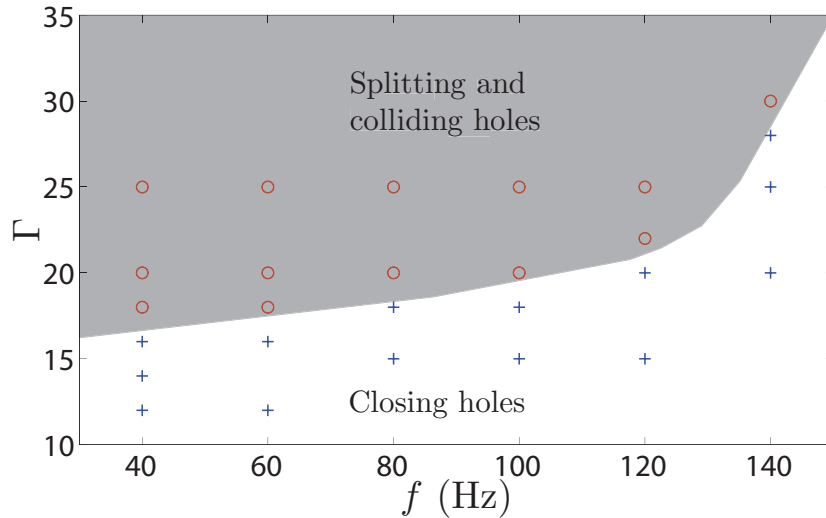 35
30
25
20
15
10
Γ
Splitting and
colliding holes
Closing holes
40 60 80 100 120 140
f (Hz)